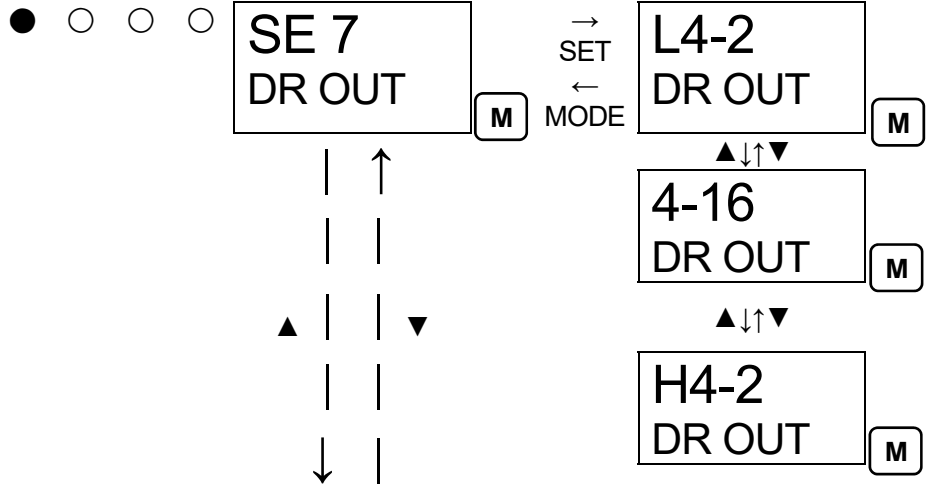 ● ○ ○ ○
SE 7
DR OUT
M
→
SET
←
MODE
L4-2
DR OUT
M
▲↓↑▼
4-16
DR OUT
M
▲ ▼
▲↓↑▼
H4-2
DR OUT
M